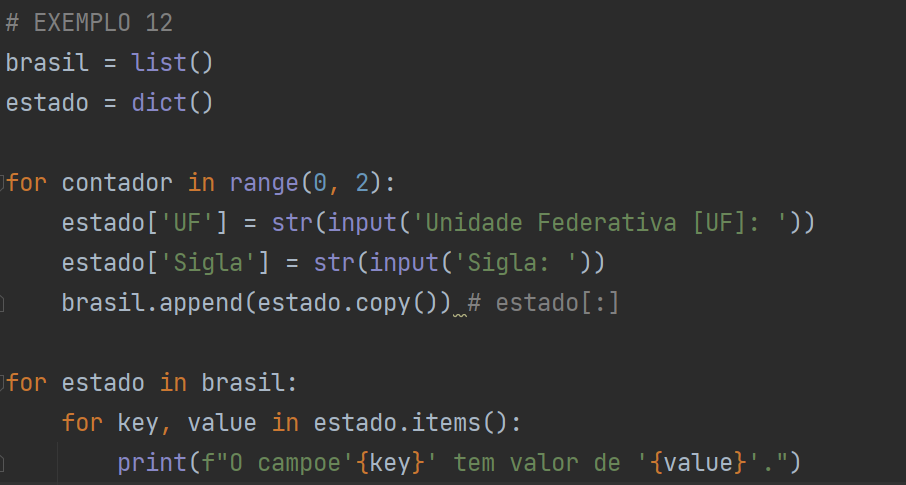 # EXEMPLO 12
brasil = list()
estado = dict()
for contador in range(0, 2):
    estado['UF'] = str(input('Unidade Federativa [UF]: '))
    estado['Sigla'] = str(input('Sigla: '))
    brasil.append(estado.copy()) # estado[:]
for estado in brasil:
    for key, value in estado.items():
        print(f"O campoe'{key}' tem valor de '{value}'.")